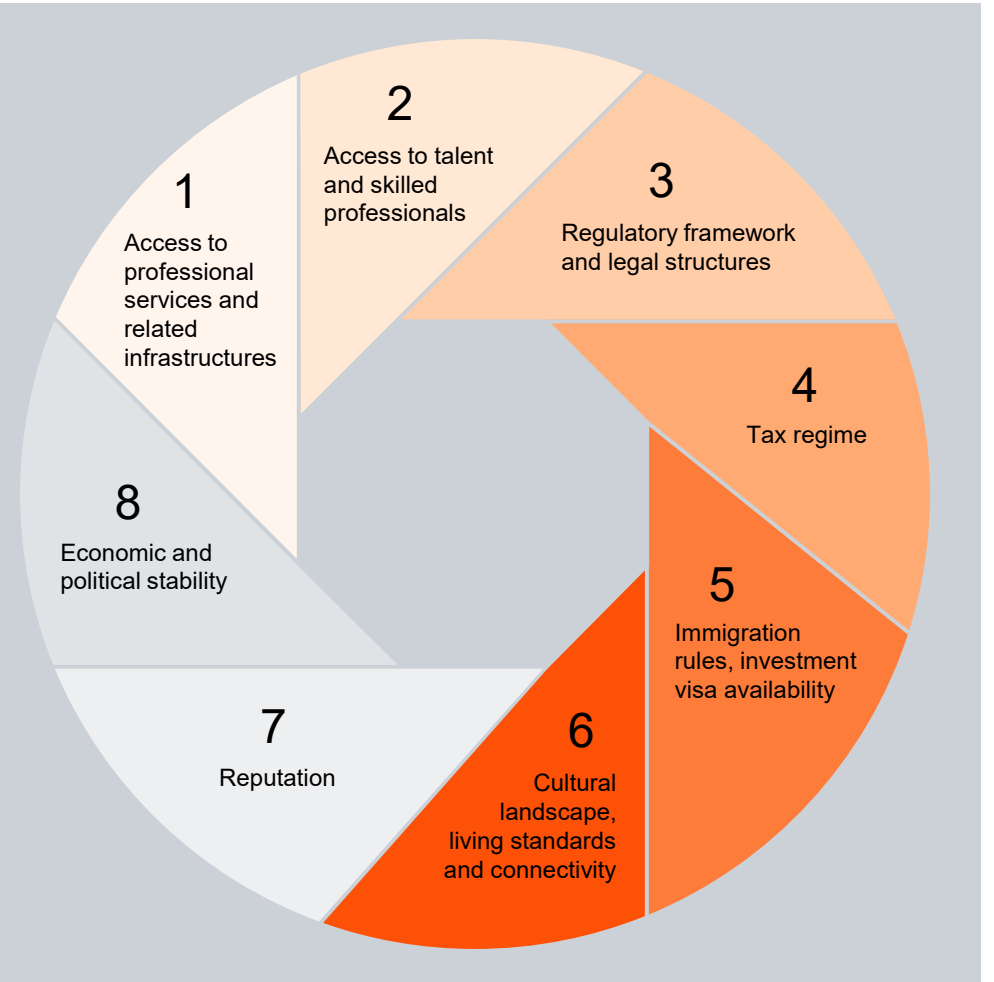 1
Access to
professional
services and
related
infrastructures
2
Access to talent
and skilled
professionals
3
Regulatory framework
and legal structures
4
Tax regime
5
Immigration
rules, investment
visa availability
6
Cultural
landscape,
living standards
and connectivity
7
Reputation
8
Economic and
political stability